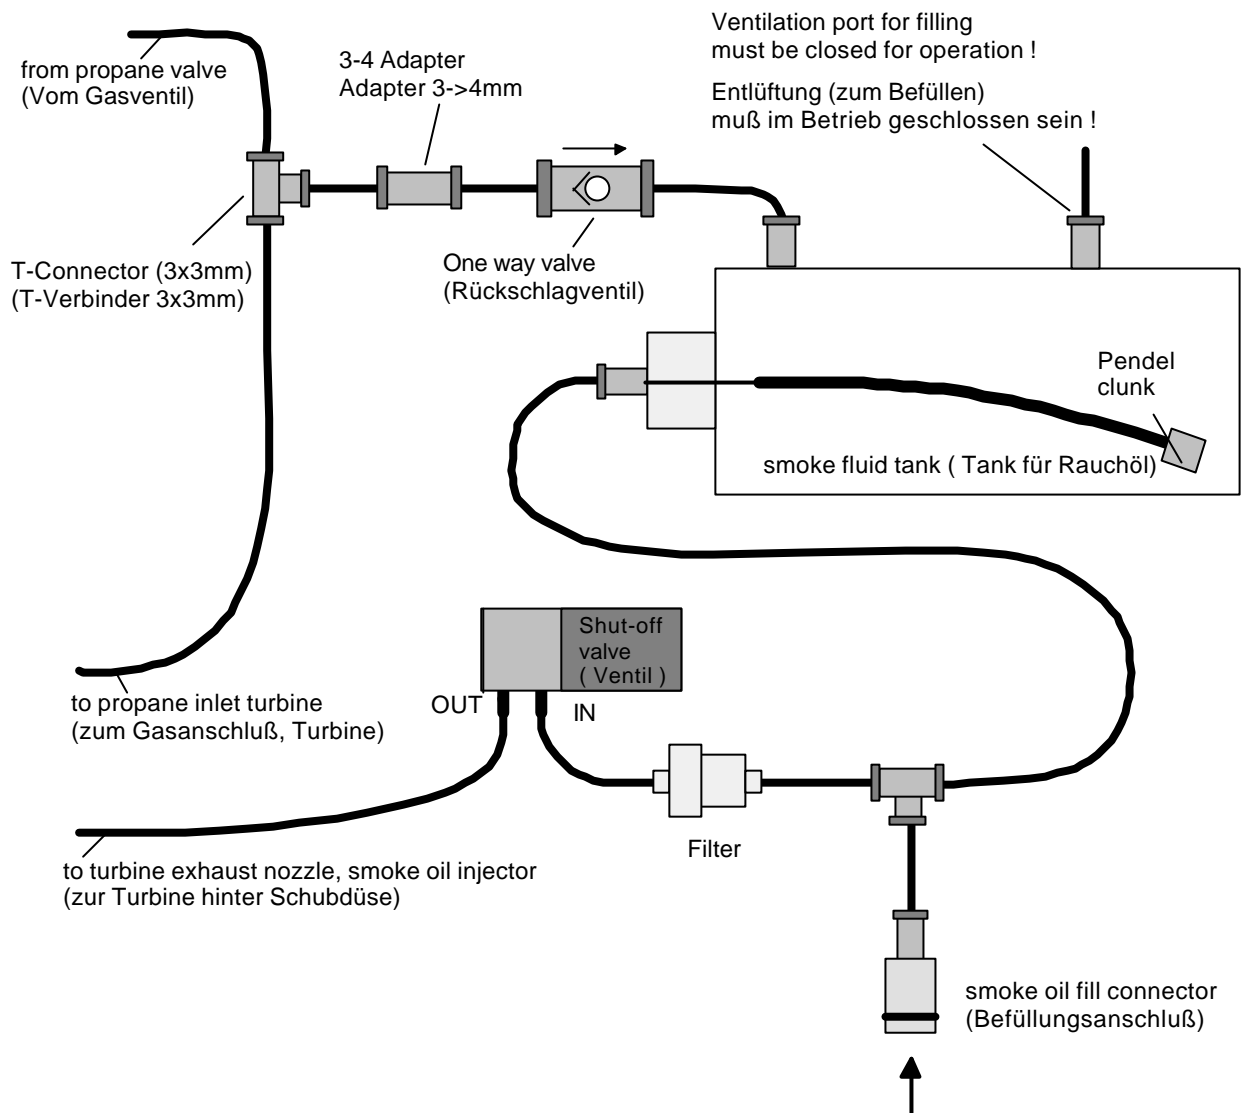 from propane valve
(Vom Gasventil)
3-4 Adapter
Adapter 3->4mm
Ventilation port for filling
must be closed for operation !
Entlüftung (zum Befüllen)
muß im Betrieb geschlossen sein !
T-Connector (3x3mm)
(T-Verbinder 3x3mm)
One way valve
(Rückschlagventil)
Pendel
clunk
smoke fluid tank ( Tank für Rauchöl)
Shut-off
valve
( Ventil )
OUT
IN
to propane inlet turbine
(zum Gasanschluß, Turbine)
Filter
to turbine exhaust nozzle, smoke oil injector
(zur Turbine hinter Schubdüse)
smoke oil fill connector
(Befüllungsanschluß)